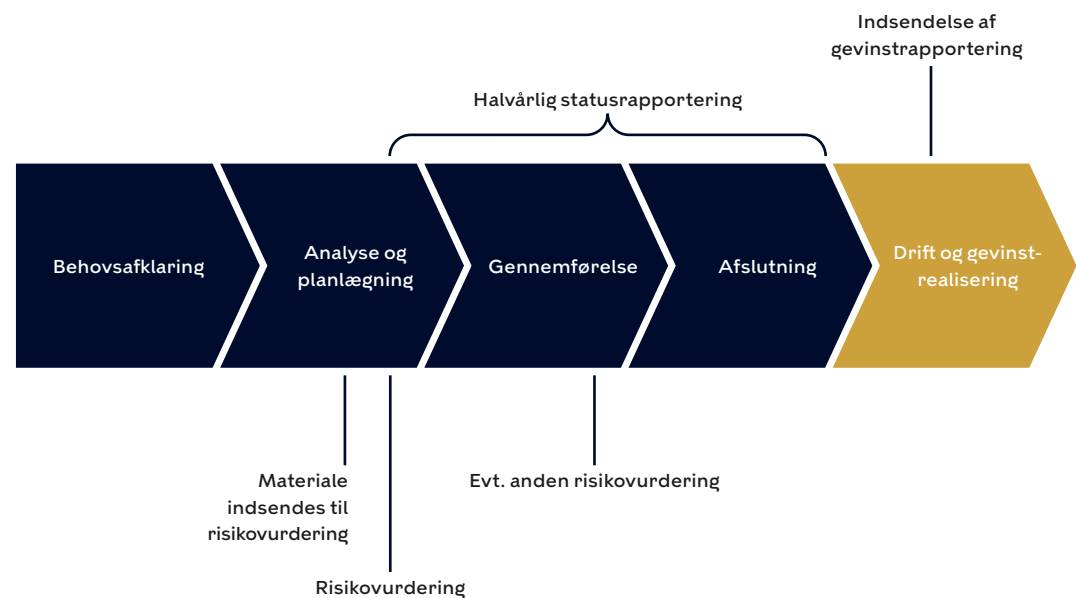 Indsendelse af
gevinstrapportering
Halvårlig statusrapportering
Behovsafklaring
Analyse og
planlægning
Gennemførelse
Afslutning
Drift og gevinst-
realisering
Materiale
indsendes til
risikovurdering
Evt. anden risikovurdering
Risikovurdering